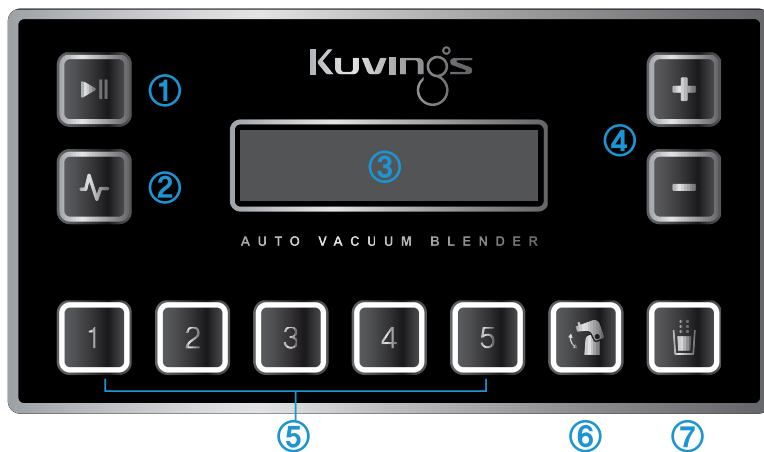 Kuvings
①
②
③
④
AUTO VACUUM BLENDER
1 2 3 4 5
⑤ ⑥ ⑦